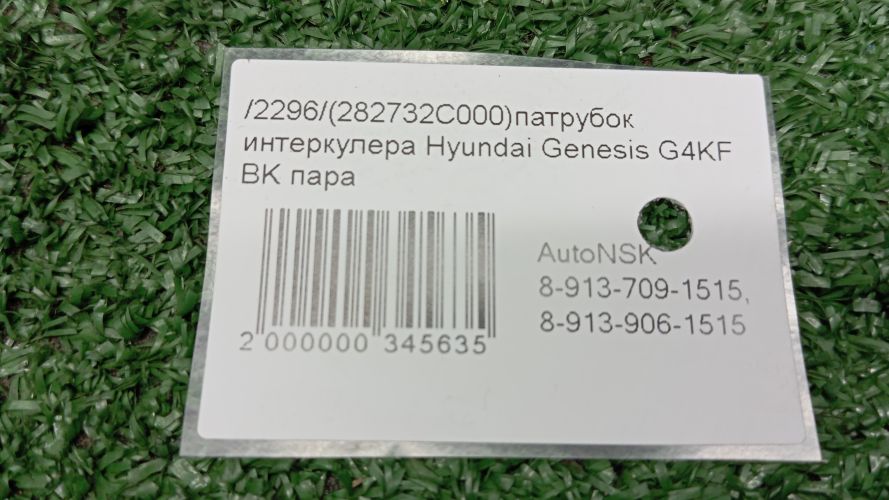 /2296/(282732C000)патрубок
интеркулера Hyundai Genesis G4KF
BK пара
AutoNSK
8-913-709-1515,
8-913-906-1515
2 000000 345635